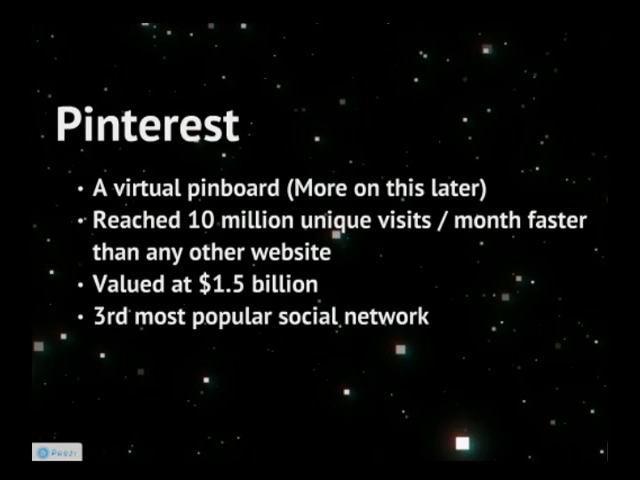 Pinterest
• A virtual pinboard (More on this later)
• Reached 10 million unique visits / month faster
than any other website
• Valued at $1.5 billion
• 3rd most popular social network
Prezi